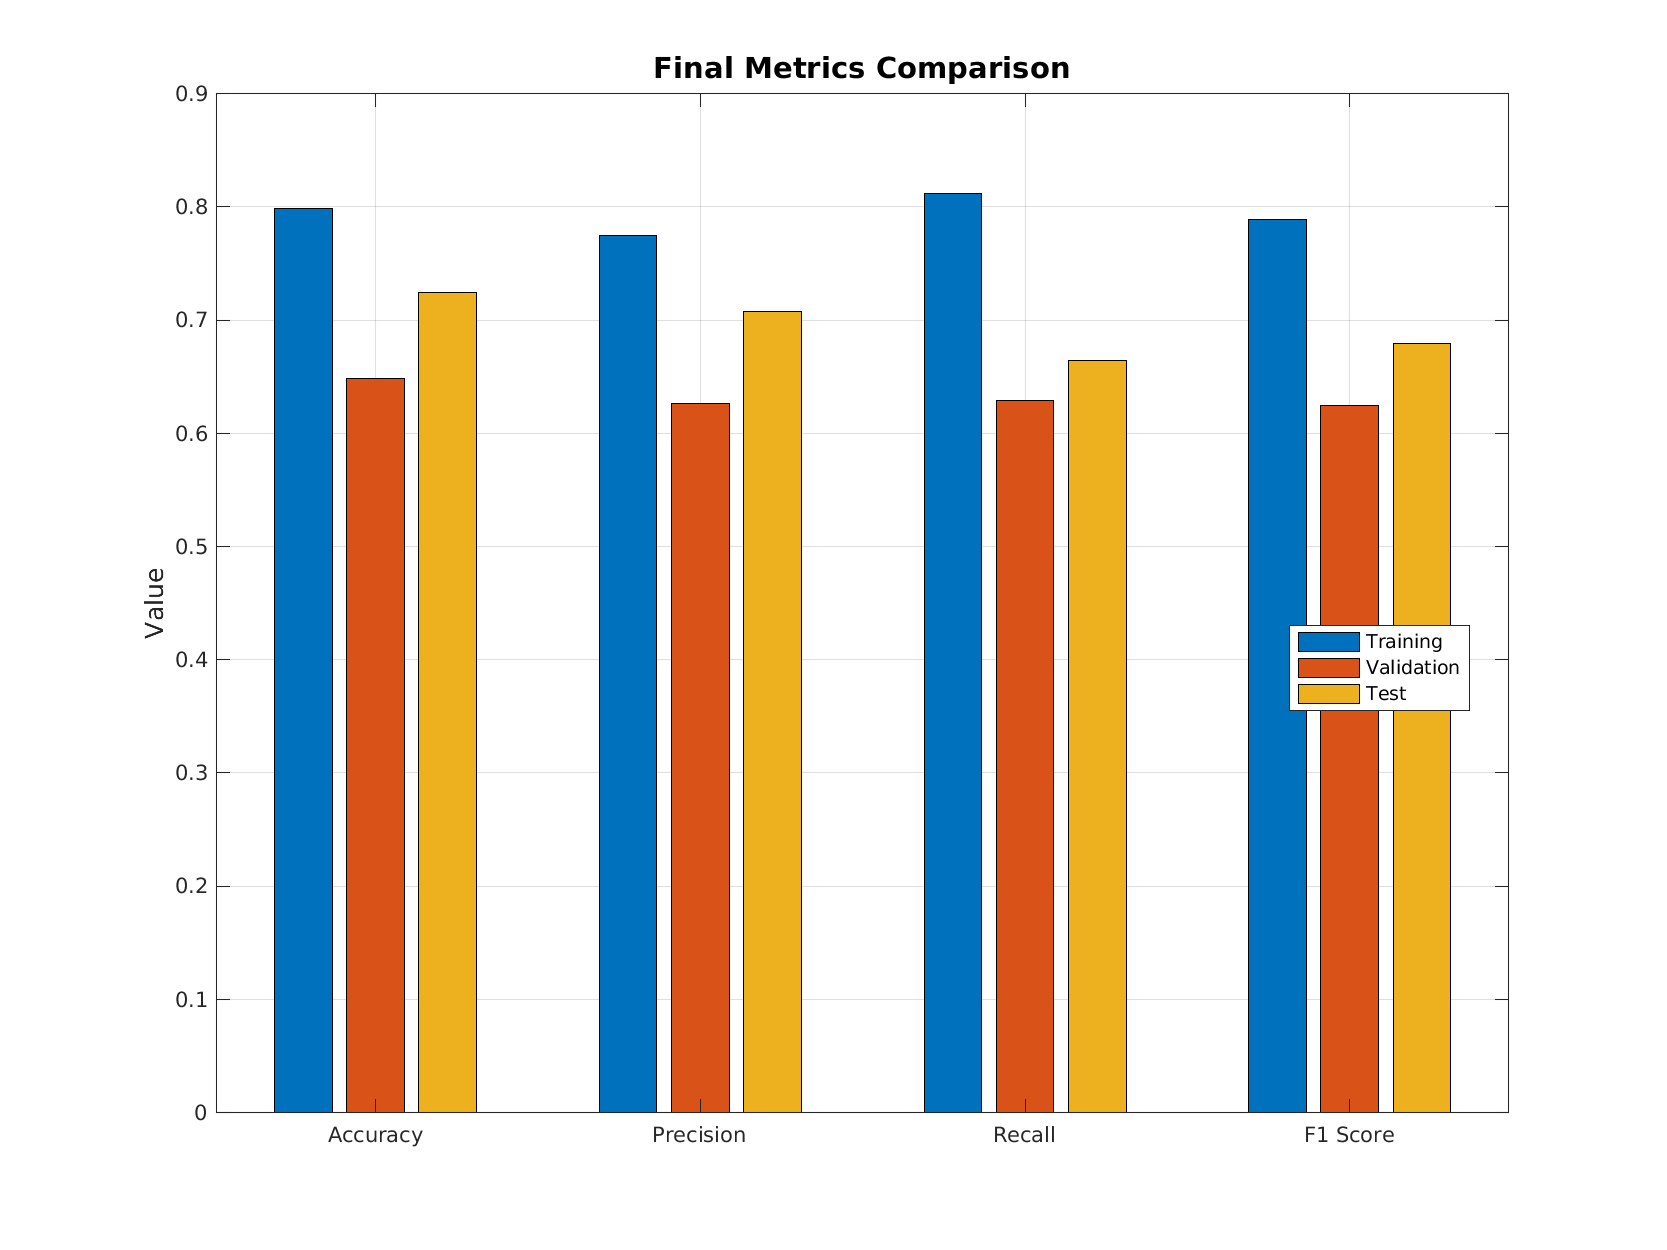 Final Metrics Comparison
0.9
0.8
0.7
0.6
0.5
0.4
0.3
0.2
0.1
0
Value
Training
Validation
Test
Accuracy
Precision
Recall
F1 Score